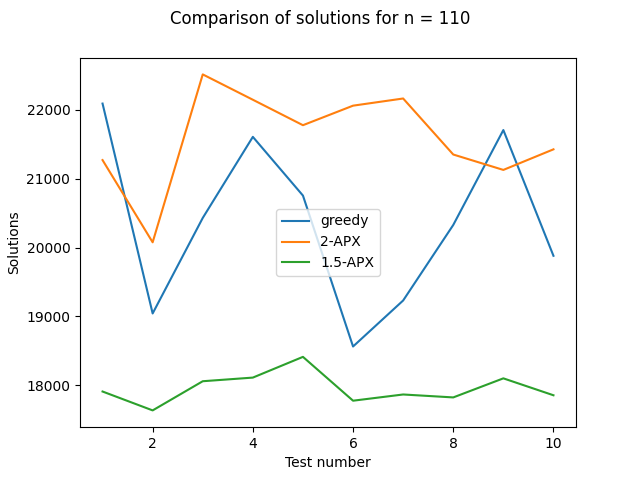 Comparison of solutions for n = 110
22000
21000
20000
19000
18000
Solutions
greedy
2-APX
1.5-APX
2
4
6
8
10
Test number